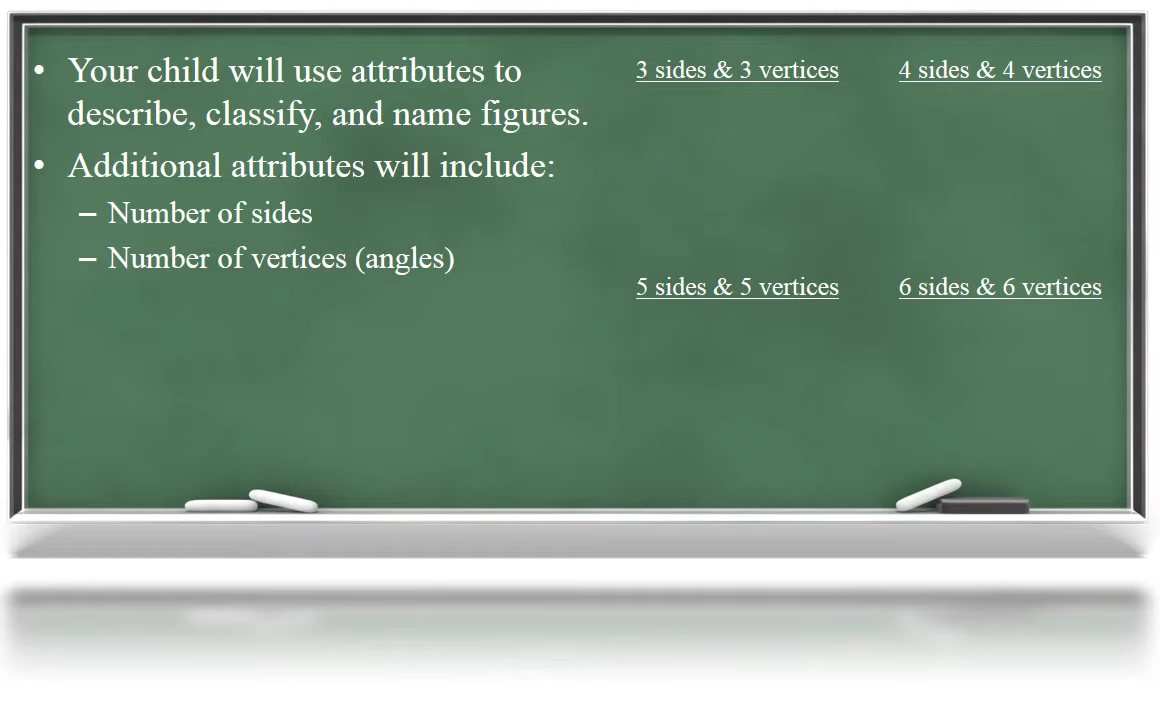 • Your child will use attributes to
describe, classify, and name figures.
• Additional attributes will include:
– Number of sides
– Number of vertices (angles)
3 sides & 3 vertices
4 sides & 4 vertices
5 sides & 5 vertices
6 sides & 6 vertices